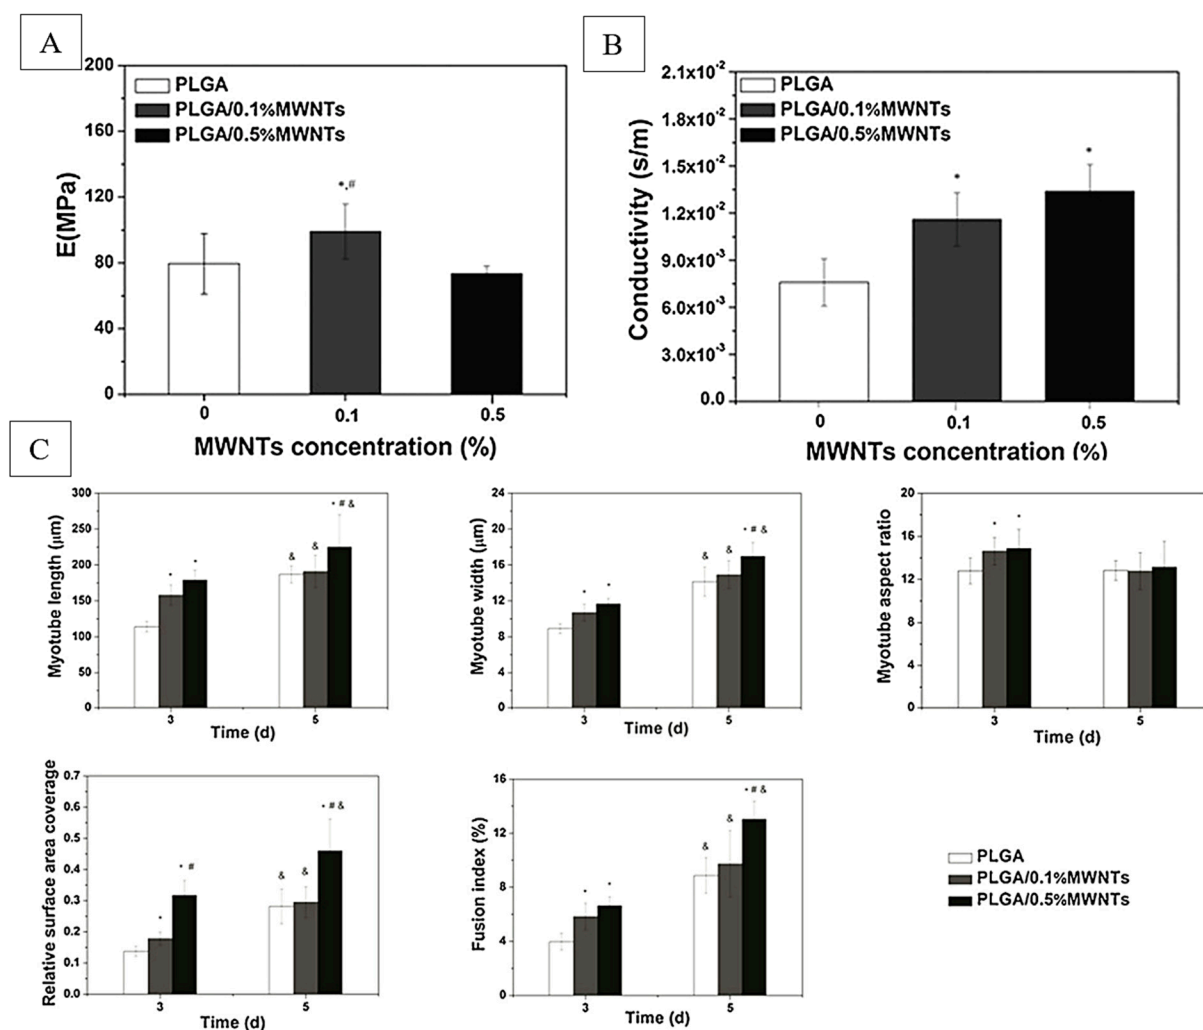 A
200
160
120
80
40
0
E(MPa)
PLGA
PLGA/0.1%MWNTs
PLGA/0.5%MWNTs
*,#
0 0.1 0.5
MWNTs concentration (%)
B
2.1x10⁻²
1.8x10⁻²
1.5x10⁻²
1.2x10⁻²
9.0x10⁻³
6.0x10⁻³
3.0x10⁻³
0.0
Conductivity (s/m)
PLGA
PLGA/0.1%MWNTs
PLGA/0.5%MWNTs
* *
0 0.1 0.5
MWNTs concentration (%)
C
300
250
200
150
100
50
0
Myotube length (μm)
* *
& & * # &
3 5
Time (d)
24
20
16
12
8
4
0
Myotube width (μm)
* *
& & * # &
3 5
Time (d)
20
16
12
8
4
0
Myotube aspect ratio
* *
3 5
Time (d)
0.7
0.6
0.5
0.4
0.3
0.2
0.1
0.0
Relative surface area coverage
* * #
& & * # &
3 5
Time (d)
16
12
8
4
0
Fusion index (%)
* *
& & * # &
3 5
Time (d)
PLGA
PLGA/0.1%MWNTs
PLGA/0.5%MWNTs